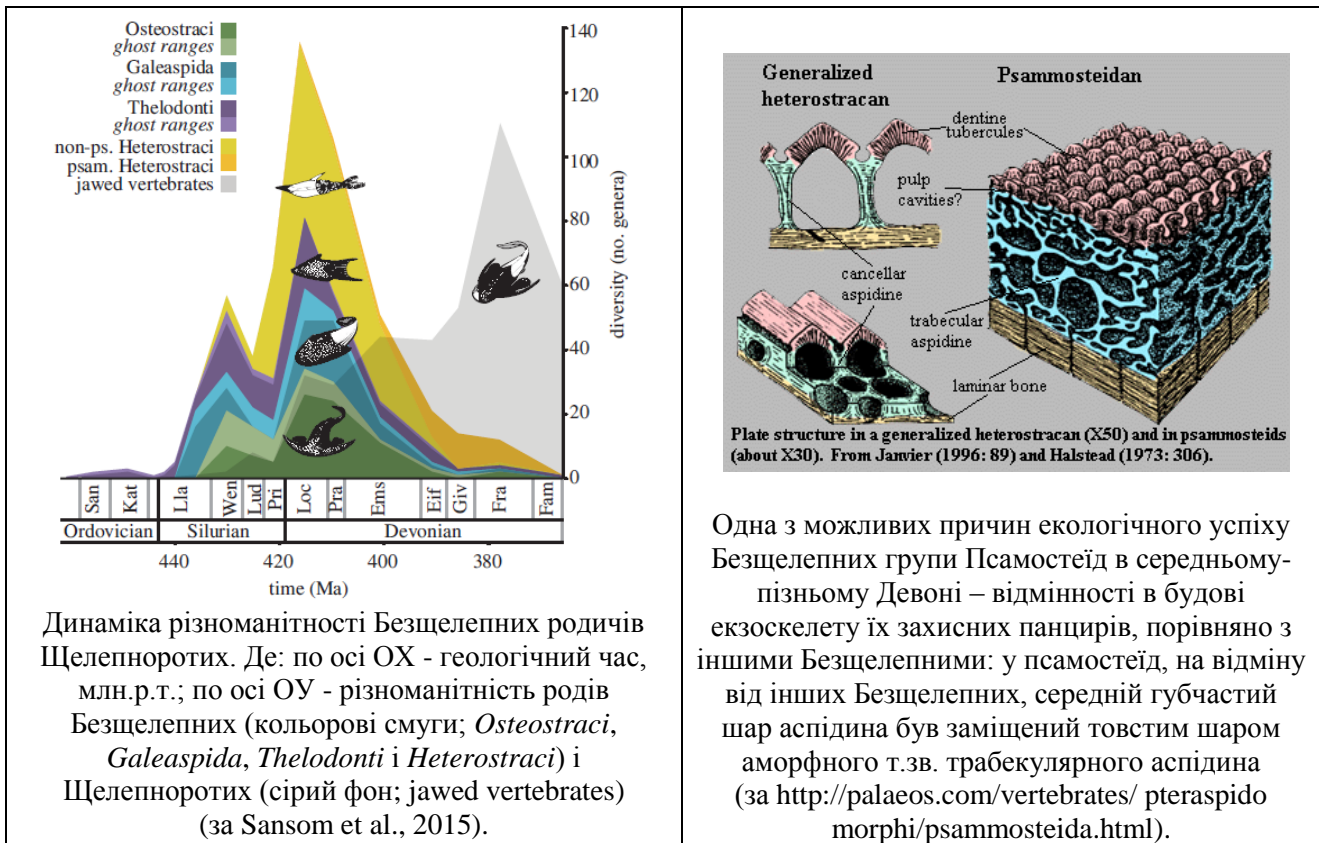 Osteostraci
ghost ranges
Galeaspida
ghost ranges
Thelodonti
ghost ranges
non-ps. Heterostraci
psam. Heterostraci
jawed vertebrates
140
120
100
80
60
40
20
0
diversity (no. genera)
San
Kat
Lla
Wen
Lud
Pri
Loc
Pra
Ems
Eif
Giv
Fra
Fam
Ordovician
Silurian
Devonian
440
420
400
380
time (Ma)
Динаміка різноманітності Безщелепних родичів
Щелепноротих. Де: по осі ОХ - геологічний час,
млн.р.т.; по осі ОУ - різноманітність родів
Безщелепних (кольорові смуги; Osteostraci,
Galeaspida, Thelodonti і Heterostraci) і
Щелепноротих (сірий фон; jawed vertebrates)
(за Sansom et al., 2015).
Generalized
heterostracan
Psammosteidan
dentine
tubercules
pulp
cavities?
cancellar
aspidine
trabecular
aspidine
laminar bone
Plate structure in a generalized heterostracan (X50) and in psammosteids
(about X30). From Janvier (1996: 89) and Halstead (1973: 306).
Одна з можливих причин екологічного успіху
Безщелепних групи Псамостеїд в середньому-
пізньому Девоні – відмінності в будові
екзоскелету їх захисних панцирів, порівняно з
іншими Безщелепними: у псамостеїд, на відміну
від інших Безщелепних, середній губчастий
шар аспідина був заміщений товстим шаром
аморфного т.зв. трабекулярного аспідина
(за http://palaeos.com/vertebrates/ pteraspido
morphi/psammosteida.html).